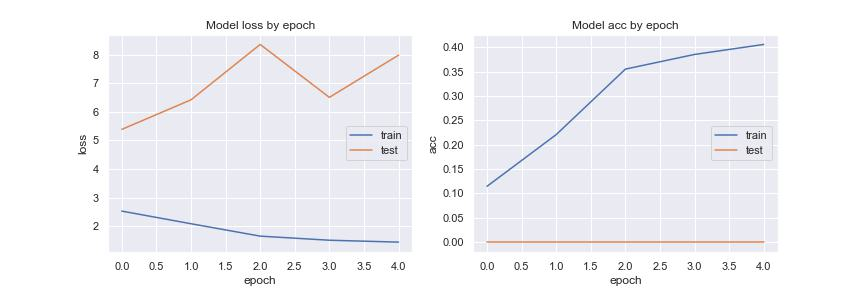 Model loss by epoch
8
7
6
5
4
3
2
loss
train
test
0.0 0.5 1.0 1.5 2.0 2.5 3.0 3.5 4.0
epoch
Model acc by epoch
0.40
0.35
0.30
0.25
0.20
0.15
0.10
0.05
0.00
acc
train
test
0.0 0.5 1.0 1.5 2.0 2.5 3.0 3.5 4.0
epoch